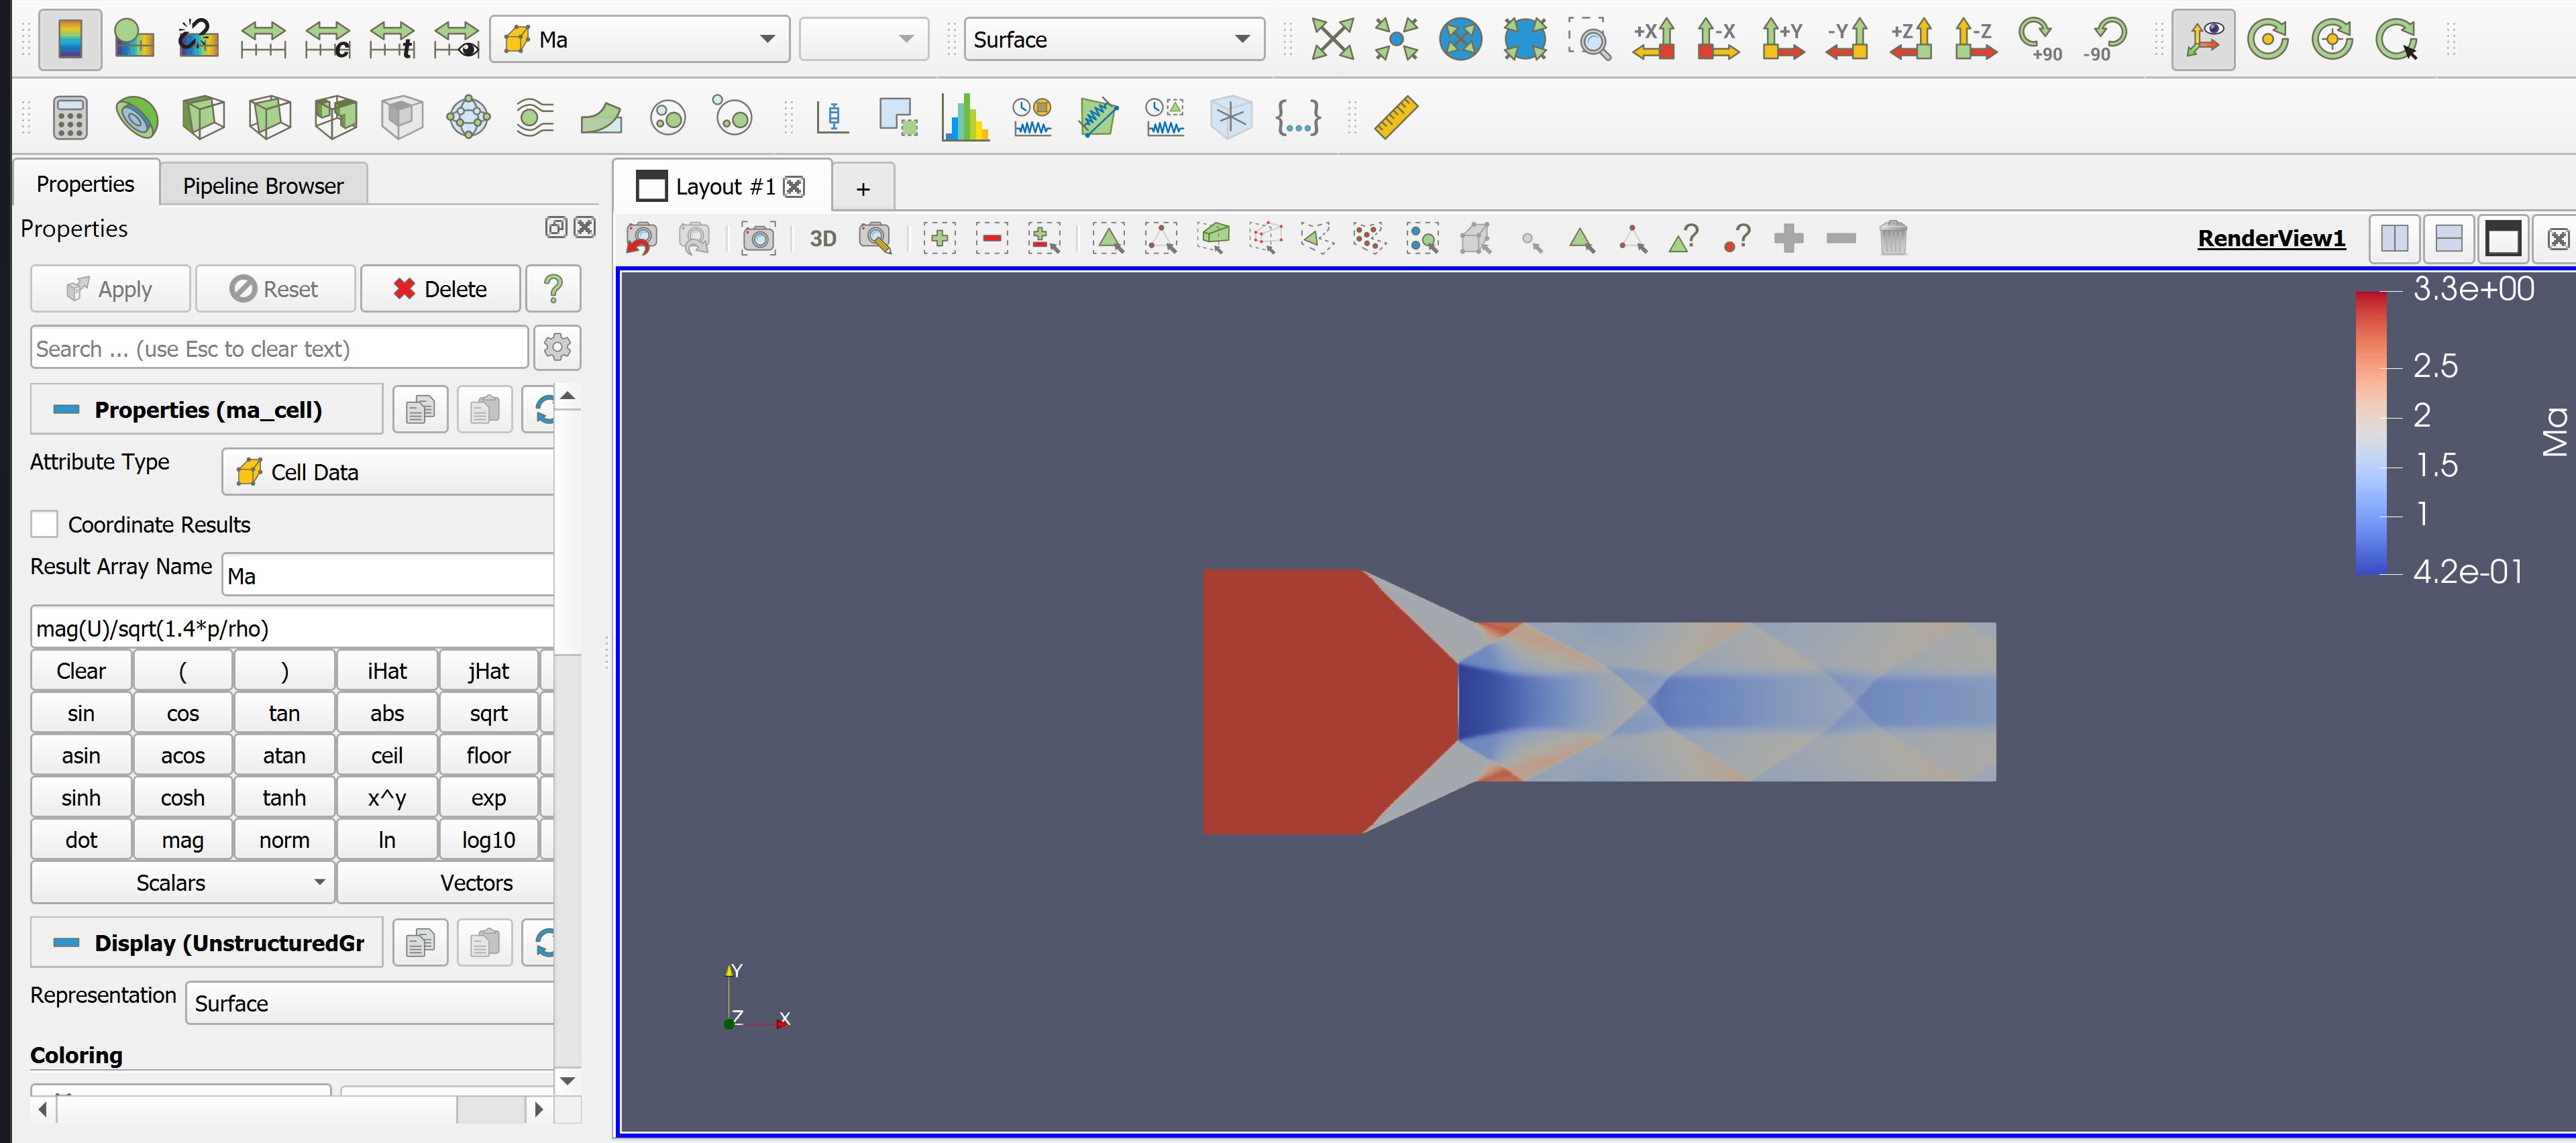 Ma
Surface
+X
-X
+Y
-Y
+Z
-Z
+90
-90
c
t
{...}
Properties
Pipeline Browser
Layout #1
+
Properties
3D
RenderView1
Apply
Reset
Delete
?
Search ... (use Esc to clear text)
Properties (ma_cell)
Attribute Type
Cell Data
Coordinate Results
Result Array Name
Ma
mag(U)/sqrt(1.4*p/rho)
Clear
(
)
iHat
jHat
sin
cos
tan
abs
sqrt
asin
acos
atan
ceil
floor
sinh
cosh
tanh
x^y
exp
dot
mag
norm
ln
log10
Scalars
Vectors
Display (UnstructuredGr
Representation
Surface
Coloring
3.3e+00
2.5
2
1.5
1
4.2e-01
Ma
Y
Z
X